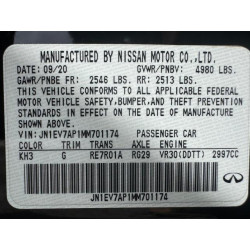 MANUFACTURED BY NISSAN MOTOR CO.,LTD.
DATE: 09/20 GVWR/PNBV: 4980 LBS.
GAWR/PNBE FR: 2546 LBS. RR: 2513 LBS.
THIS VEHICLE CONFORMS TO ALL APPLICABLE
FEDERAL MOTOR VEHICLE
SAFETY,BUMPER,AND THEFT PREVENTION
STANDARDS IN EFFECT ON THE DATE OF
MANUFACTURE SHOWN ABOVE.
VIN: JN1EV7AP1MM701174 PASSENGER CAR
COLOR TRIM TRANS AXLE ENGINE
KH3 G RE7R01A RG29 VR30(DDTT) 2997CC
JN1EV7AP1MM701174